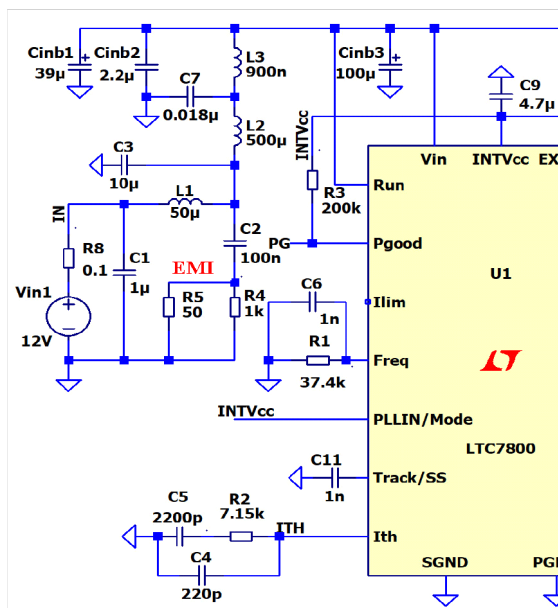 Cinb1
39µ
Cinb2
2.2µ
L3
900n
C7
0.018µ
L2
500µ
Cinb3
100µ
C9
4.7µ
INTVcc
Vin
INTVcc
EX
C3
10µ
R3
200k
Run
IN
L1
50µ
C2
100n
PG
Pgood
R8
0.1
C1
1µ
EMI
C6
1n
U1
Vin1
12V
R5
50
R4
1k
Ilim
R1
37.4k
Freq
INTVcc
PLLIN/Mode
LTC7800
C11
1n
Track/SS
C5
2200p
R2
7.15k
ITH
Ith
C4
220p
SGND
PGI